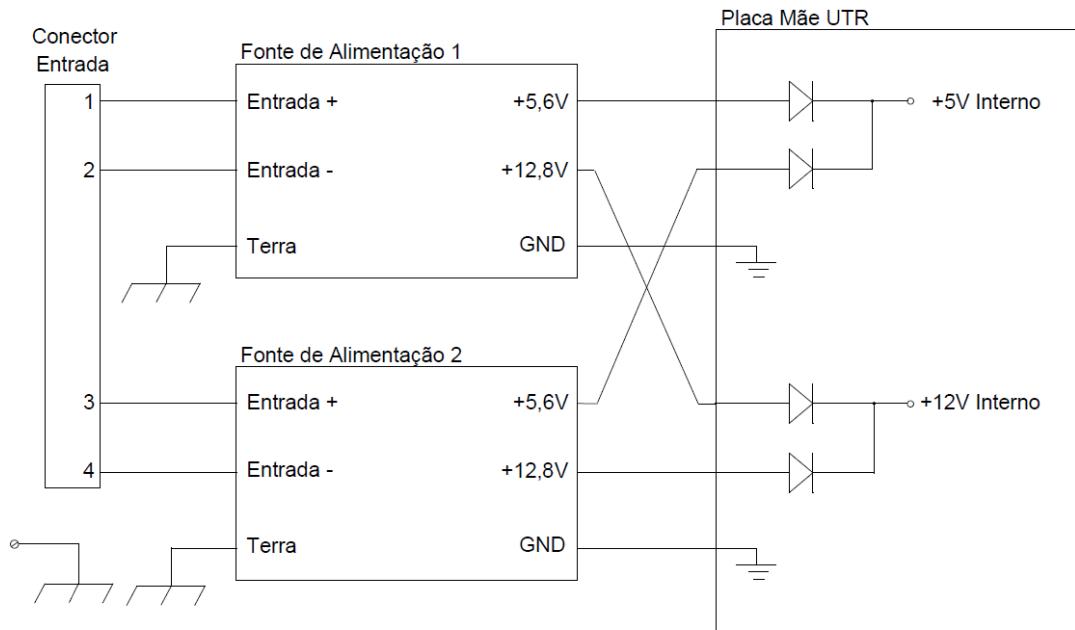 Placa Mãe UTR
Conector
Entrada
Fonte de Alimentação 1
1
Entrada +
+5,6V
+5V Interno
2
Entrada -
+12,8V
Terra
GND
Fonte de Alimentação 2
3
Entrada +
+5,6V
+12V Interno
4
Entrada -
+12,8V
Terra
GND